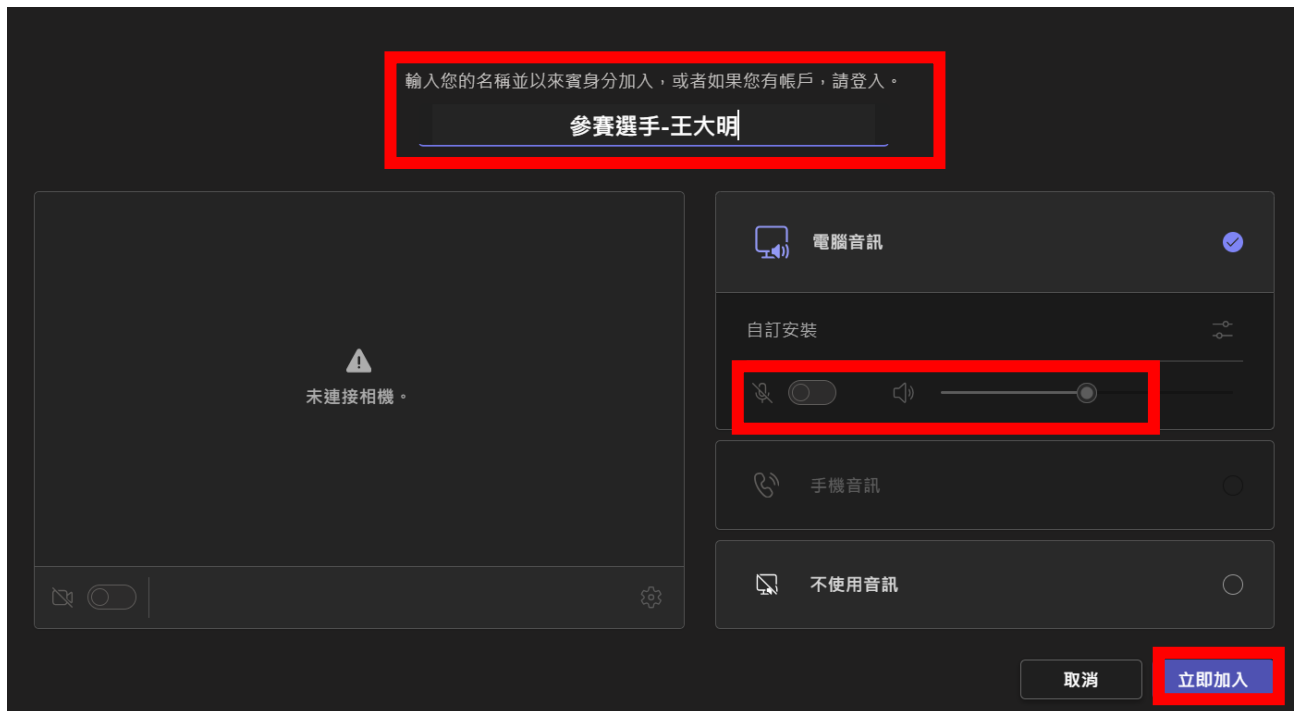 輸入您的名稱並以來賓身分加入，或者如果您有帳戶，請登入。
參賽選手-王大明
未連接相機。
電腦音訊
自訂安裝
手機音訊
不使用音訊
取消
立即加入